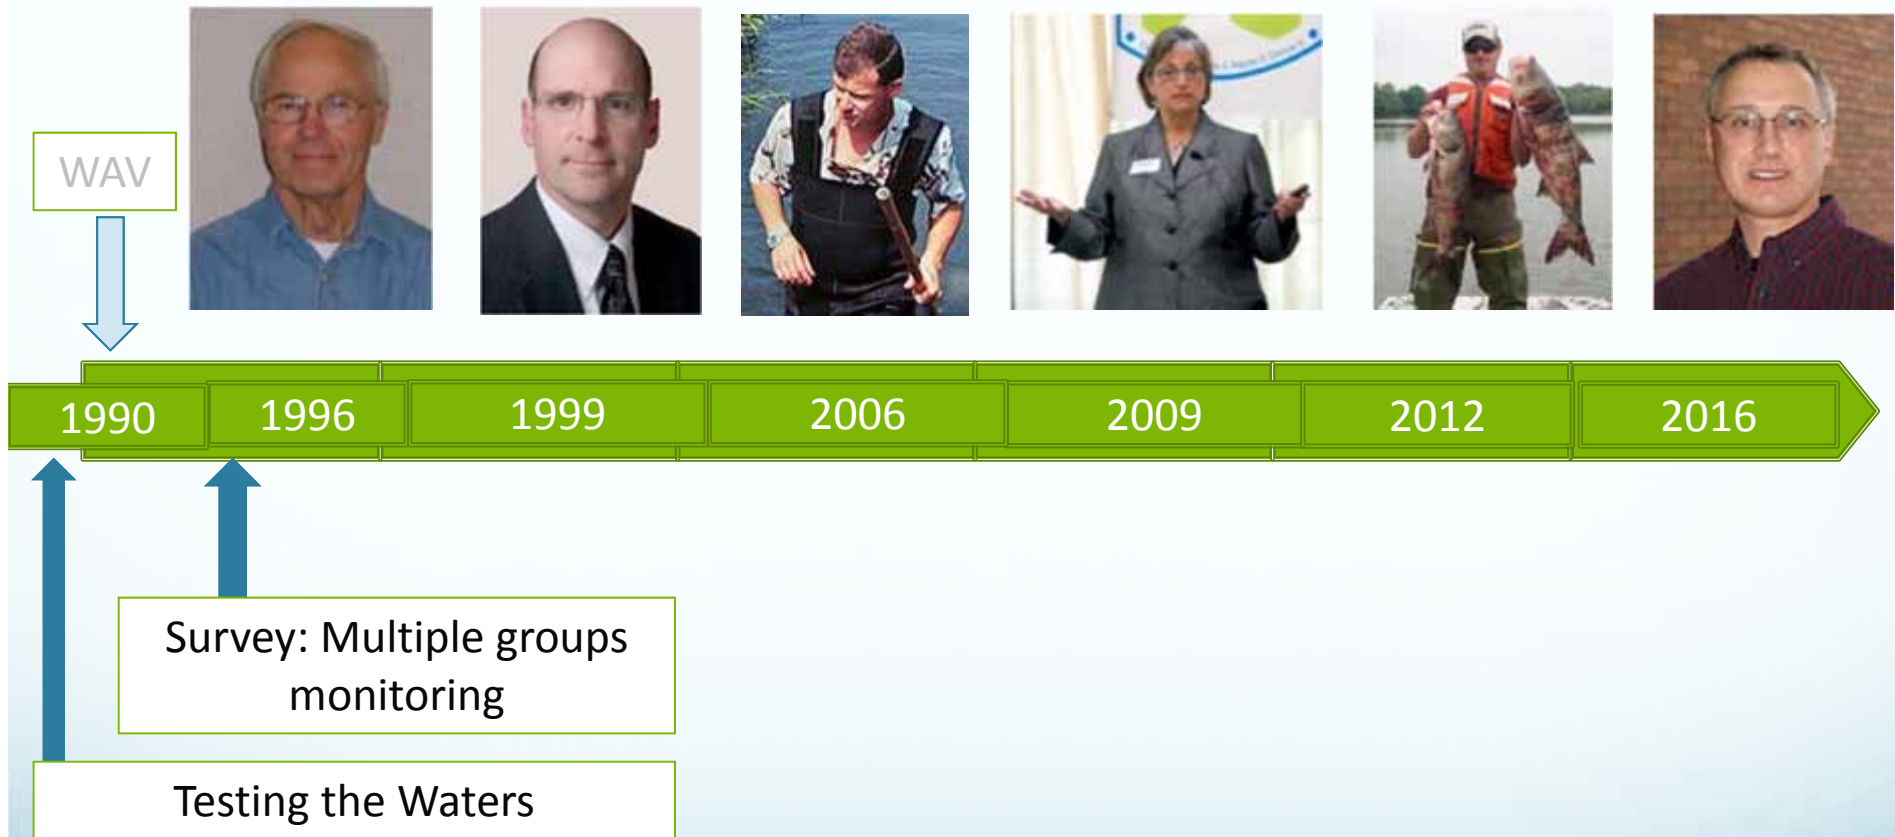 WAV
1990
1996
1999
2006
2009
2012
2016
Survey: Multiple groups
monitoring
Testing the Waters